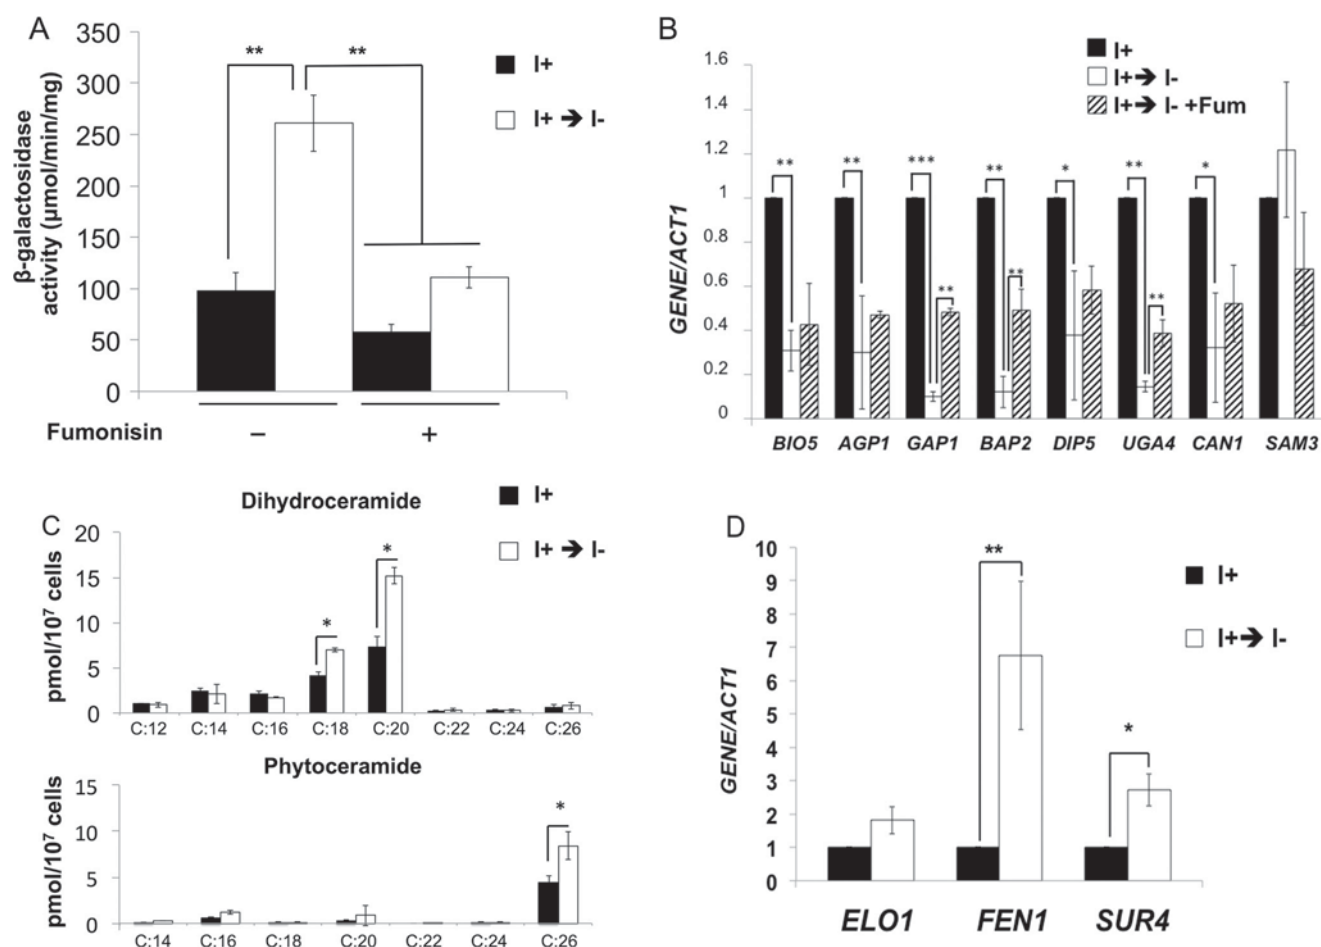 A
350
300
250
200
150
100
50
0
β-galactosidase
activity (μmol/min/mg)
**
**
I+
I+ ➔ I-
Fumonisin
–
+
B
I+
I+➔ I-
I+➔ I- +Fum
1.6
1.4
1.2
1
0.8
0.6
0.4
0.2
0
GENE/ACT1
**
**
***
**
**
**
*
**
**
*
BIO5 AGP1 GAP1 BAP2 DIP5 UGA4 CAN1 SAM3
C
Dihydroceramide
I+
I+ ➔ I-
20
15
10
5
0
pmol/10⁷ cells
*
*
C:12 C:14 C:16 C:18 C:20 C:22 C:24 C:26
Phytoceramide
15
10
5
0
pmol/10⁷ cells
*
C:14 C:16 C:18 C:20 C:22 C:24 C:26
D
10
9
8
7
6
5
4
3
2
1
0
GENE/ACT1
**
*
I+
I+➔ I-
ELO1 FEN1 SUR4